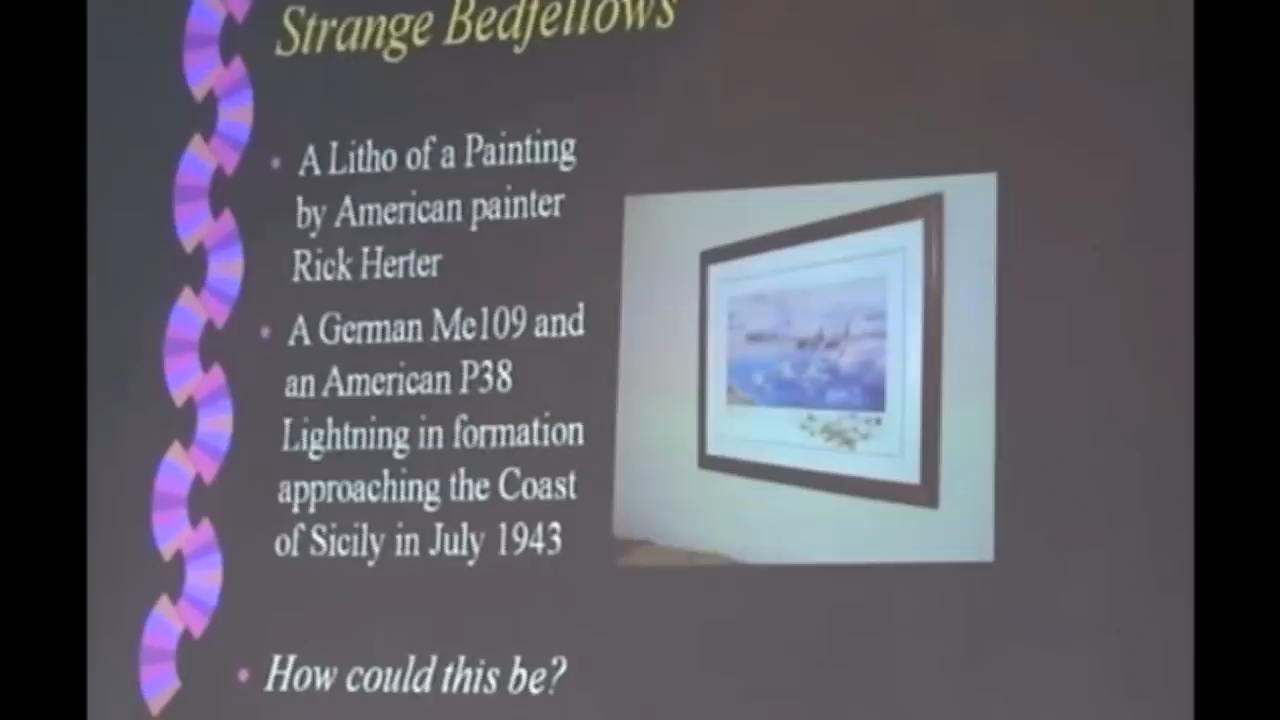 Strange Bedfellows
• A Litho of a Painting
by American painter
Rick Herter
• A German Me109 and
an American P38
Lightning in formation
approaching the Coast
of Sicily in July 1943
• How could this be?